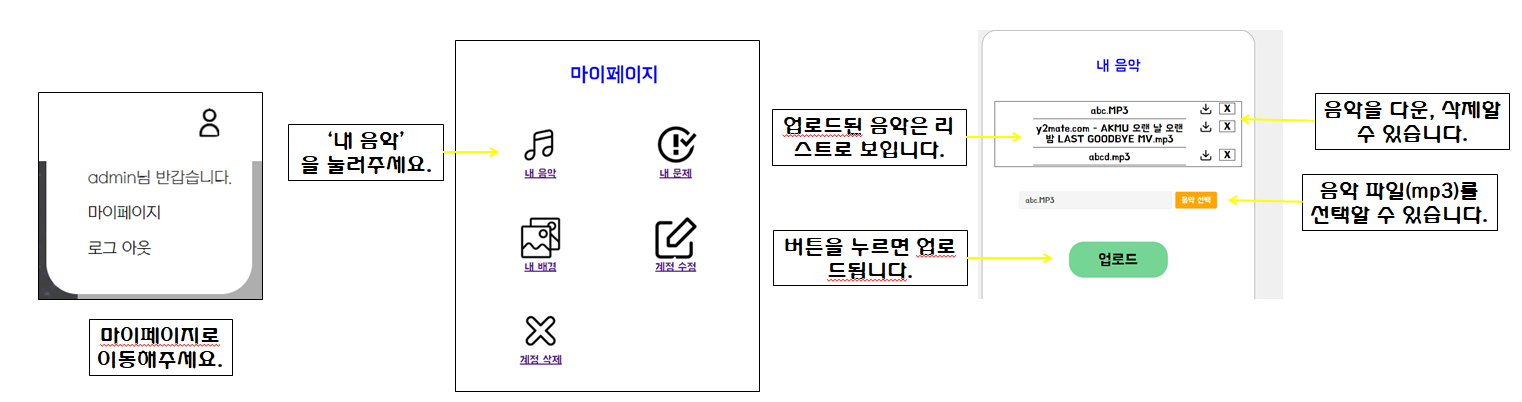 admin님 반갑습니다.
마이페이지
로그 아웃
마이페이지로
이동해주세요.
‘내 음악’
을 눌러주세요.
마이페이지
내 음악
내 문제
내 배경
계정 수정
계정 삭제
업로드된 음악은 리
스트로 보입니다.
버튼을 누르면 업로
드됩니다.
내 음악
abc.MP3
X
y2mate.com - AKMU 오랜 날 오랜
밤 LAST GOODBYE MV.mp3
X
abcd.mp3
X
abc.MP3
음악 선택
업로드
음악을 다운, 삭제할
수 있습니다.
음악 파일(mp3)를
선택할 수 있습니다.